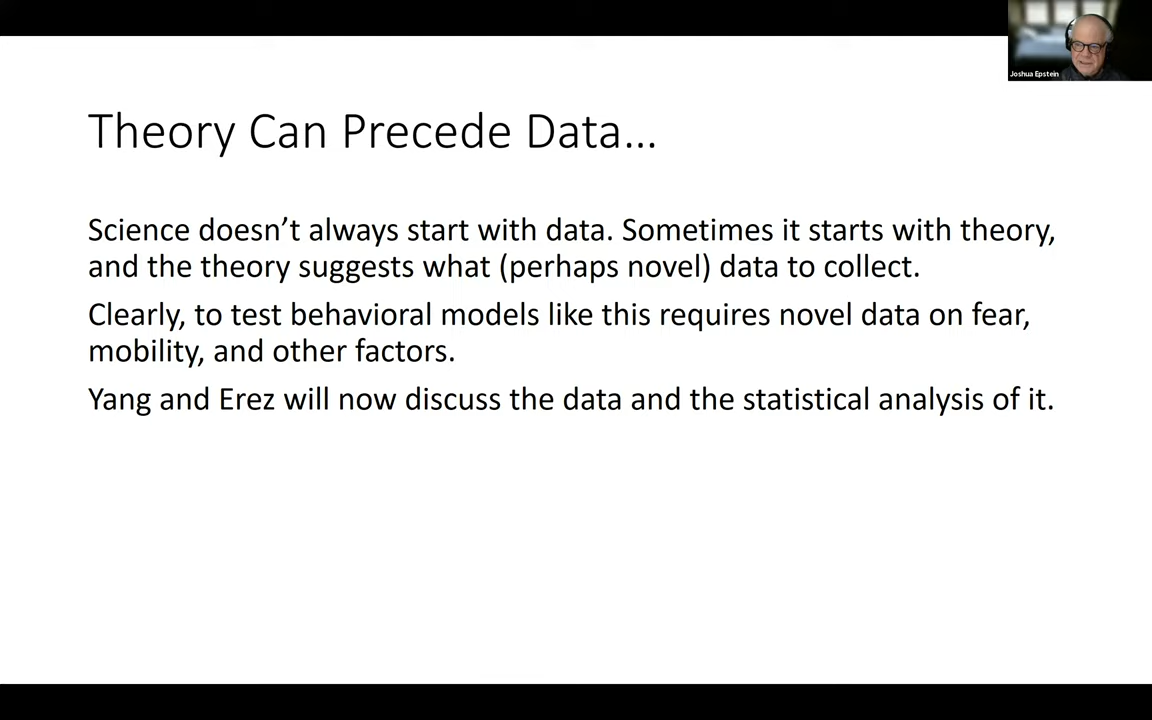 Joshua Epstein
Theory Can Precede Data…
Science doesn’t always start with data. Sometimes it starts with theory,
and the theory suggests what (perhaps novel) data to collect.
Clearly, to test behavioral models like this requires novel data on fear,
mobility, and other factors.
Yang and Erez will now discuss the data and the statistical analysis of it.